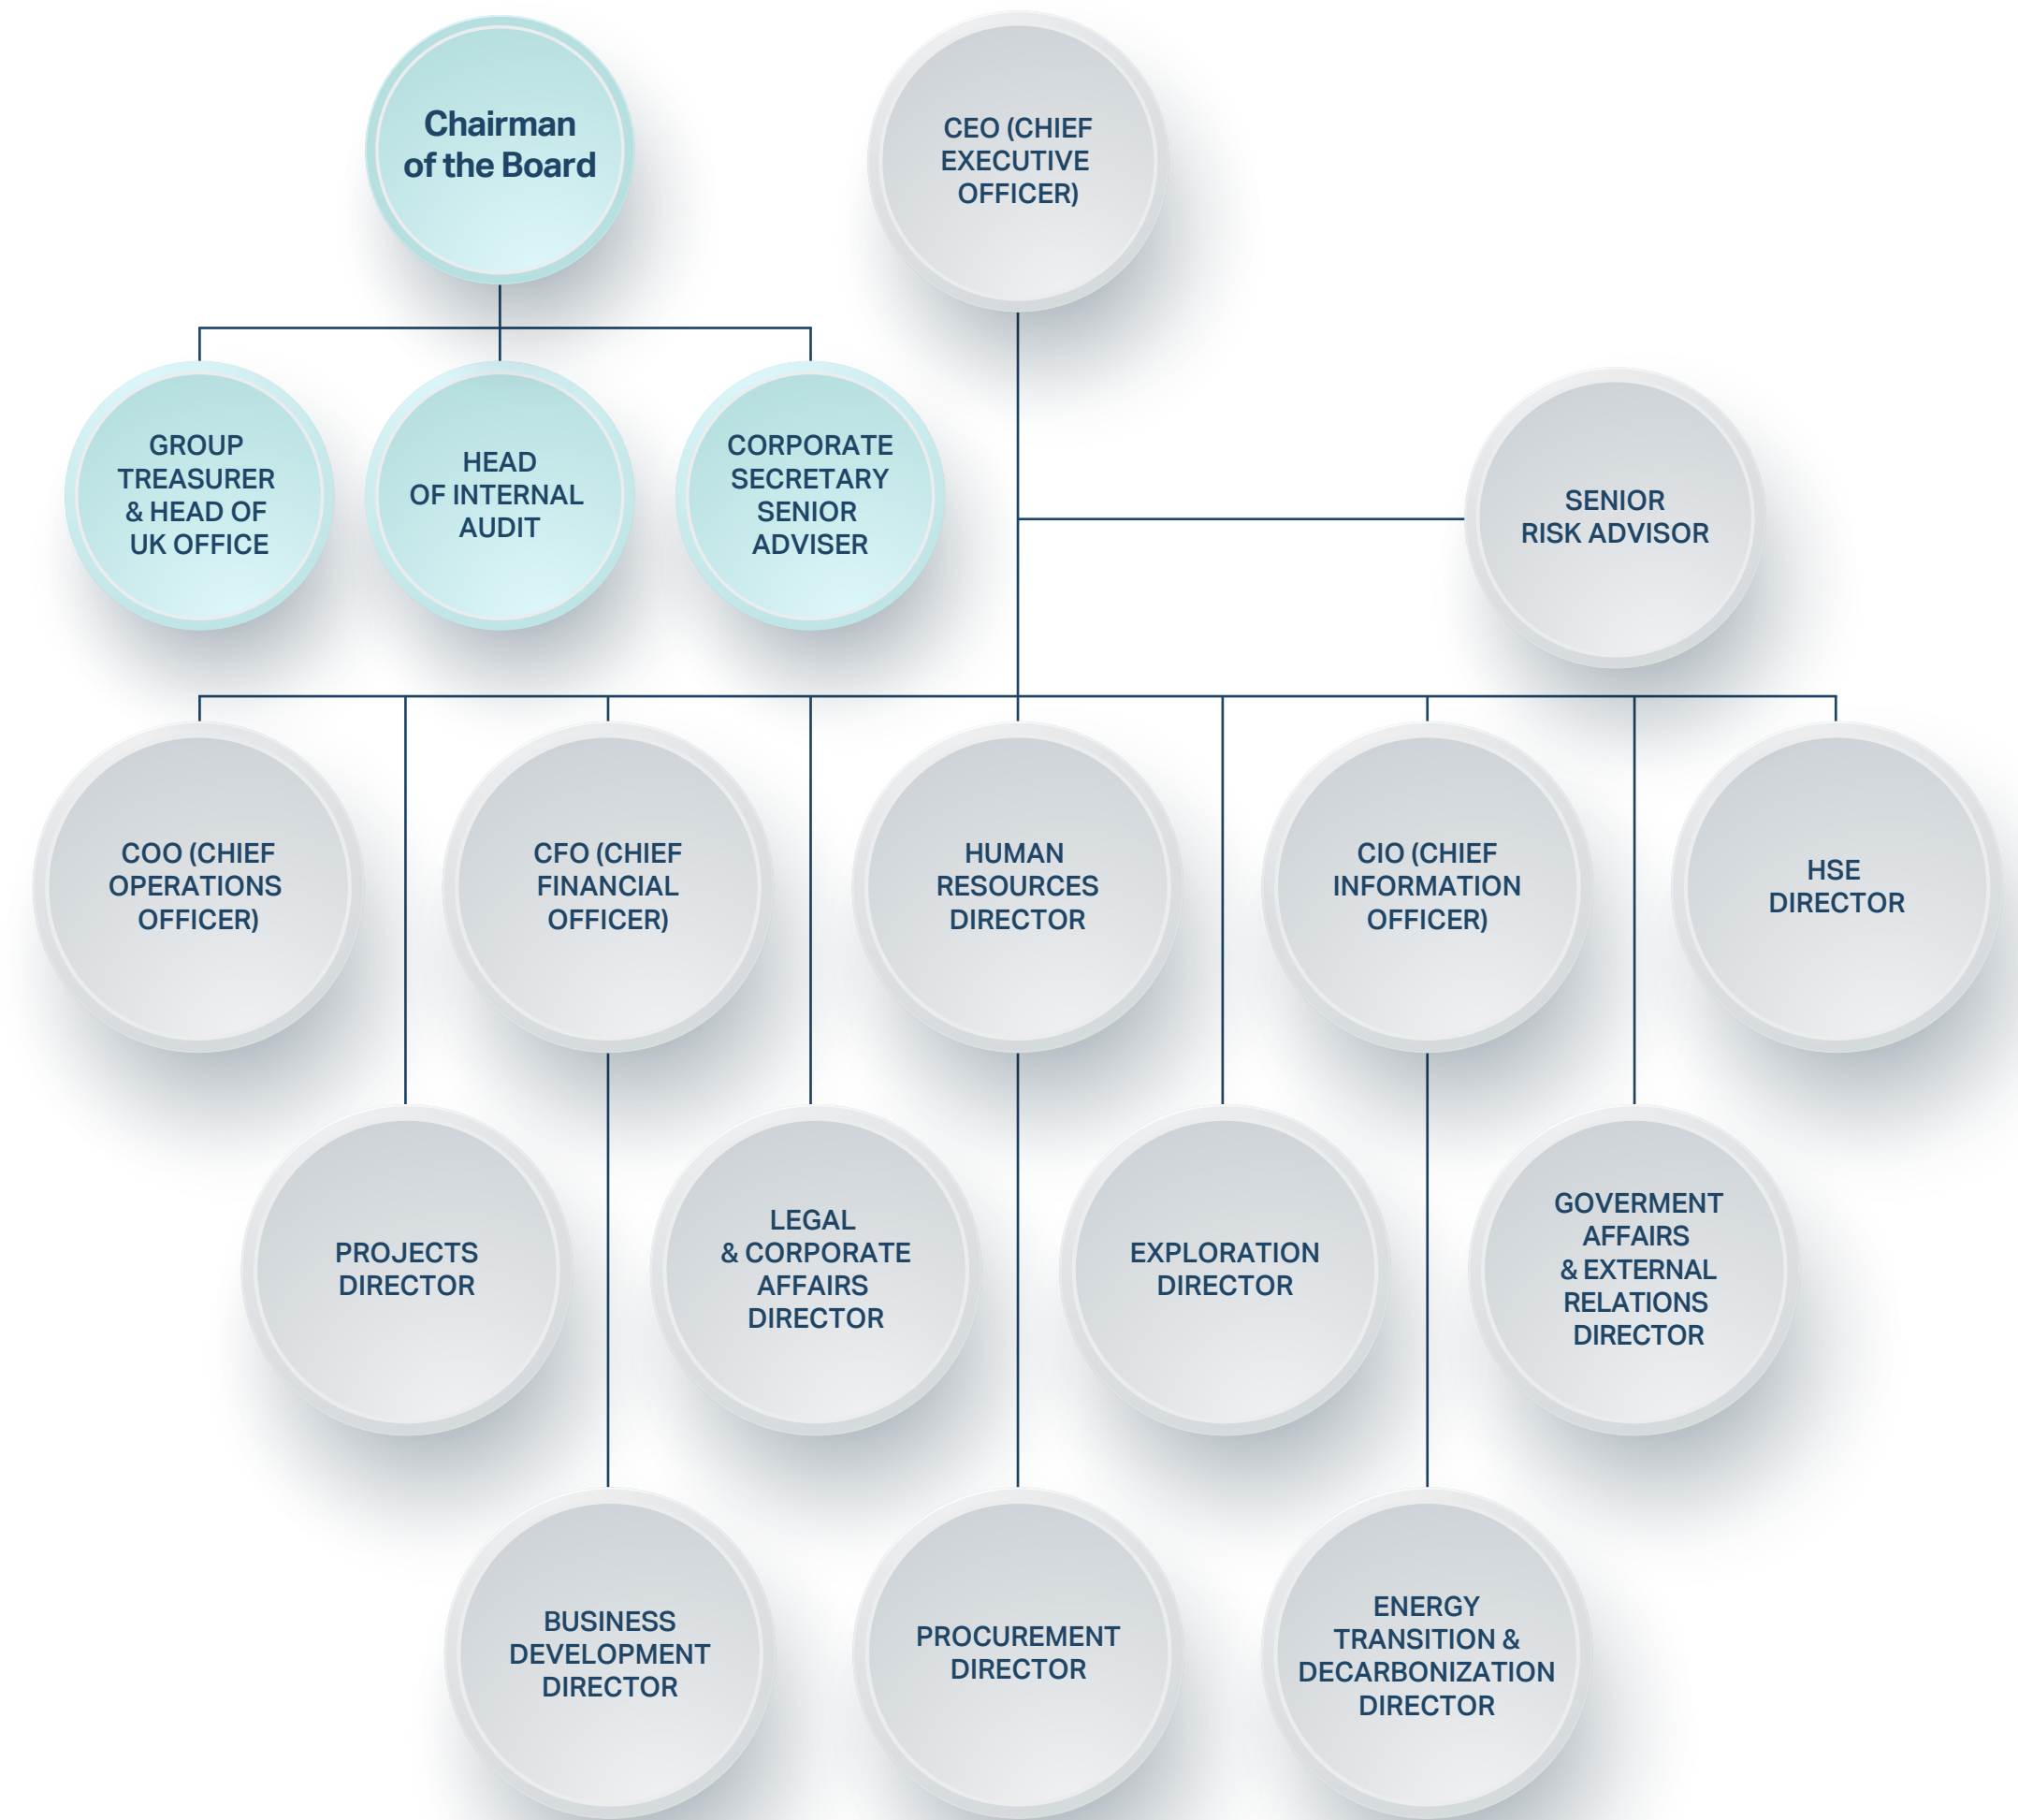 Chairman
of the Board
CEO (CHIEF
EXECUTIVE
OFFICER)
GROUP
TREASURER
& HEAD OF
UK OFFICE
HEAD
OF INTERNAL
AUDIT
CORPORATE
SECRETARY
SENIOR
ADVISER
SENIOR
RISK ADVISOR
COO (CHIEF
OPERATIONS
OFFICER)
CFO (CHIEF
FINANCIAL
OFFICER)
HUMAN
RESOURCES
DIRECTOR
CIO (CHIEF
INFORMATION
OFFICER)
HSE
DIRECTOR
PROJECTS
DIRECTOR
LEGAL
& CORPORATE
AFFAIRS
DIRECTOR
EXPLORATION
DIRECTOR
GOVERMENT
AFFAIRS
& EXTERNAL
RELATIONS
DIRECTOR
BUSINESS
DEVELOPMENT
DIRECTOR
PROCUREMENT
DIRECTOR
ENERGY
TRANSITION &
DECARBONIZATION
DIRECTOR